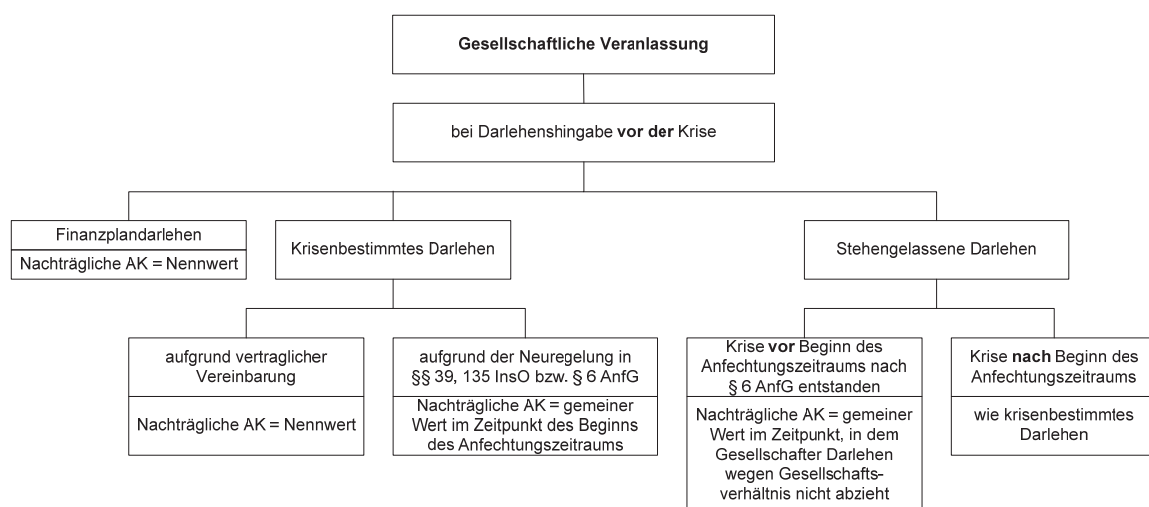 Gesellschaftliche Veranlassung
bei Darlehenshingabe vor der Krise
Finanzplandarlehen
Nachträgliche AK = Nennwert
Krisenbestimmtes Darlehen
Stehengelassene Darlehen
aufgrund vertraglicher
Vereinbarung
Nachträgliche AK = Nennwert
aufgrund der Neuregelung in
§§ 39, 135 InsO bzw. § 6 AnfG
Nachträgliche AK = gemeiner
Wert im Zeitpunkt des Beginns
des Anfechtungszeitraums
Krise vor Beginn des
Anfechtungszeitraums nach
§ 6 AnfG entstanden
Nachträgliche AK = gemeiner
Wert im Zeitpunkt, in dem
Gesellschafter Darlehen
wegen Gesellschafts-
verhältnis nicht abzieht
Krise nach Beginn des
Anfechtungszeitraums
wie krisenbestimmtes
Darlehen